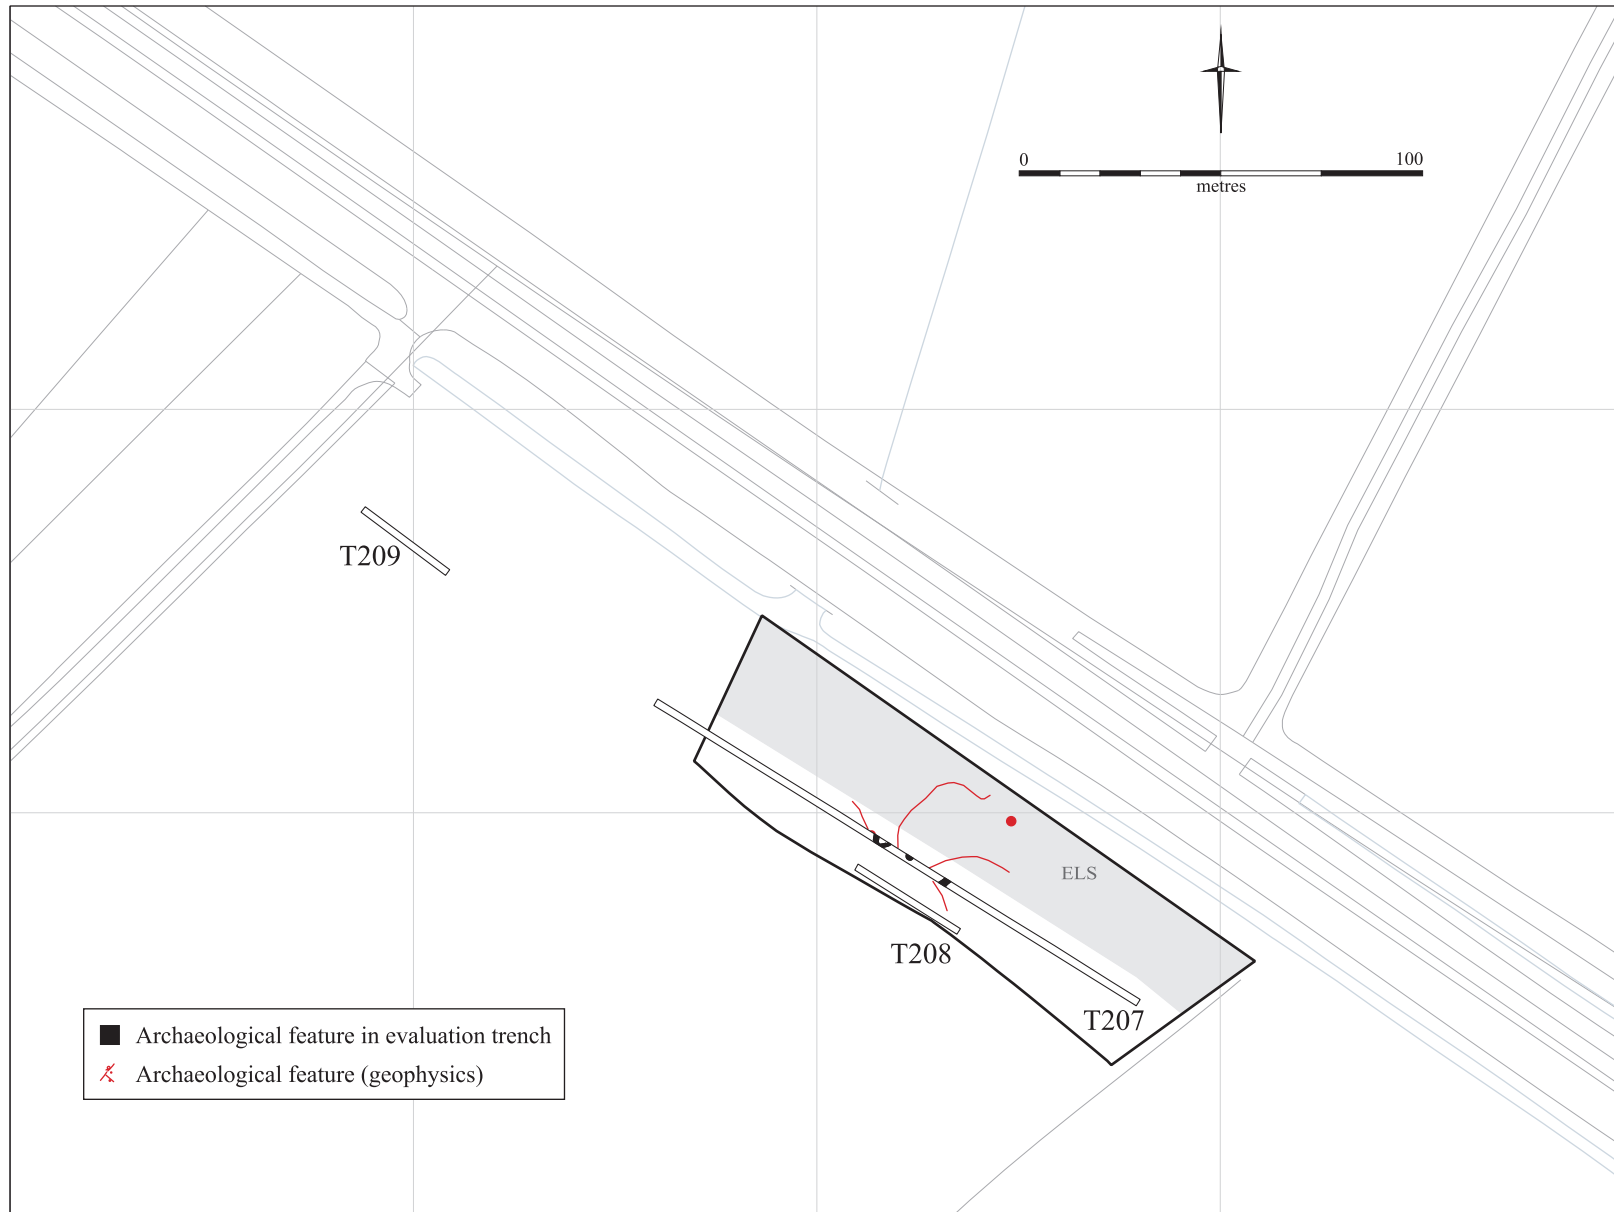 0 100
metres
T209
ELS
T208
T207
Archaeological feature in evaluation trench
Archaeological feature (geophysics)